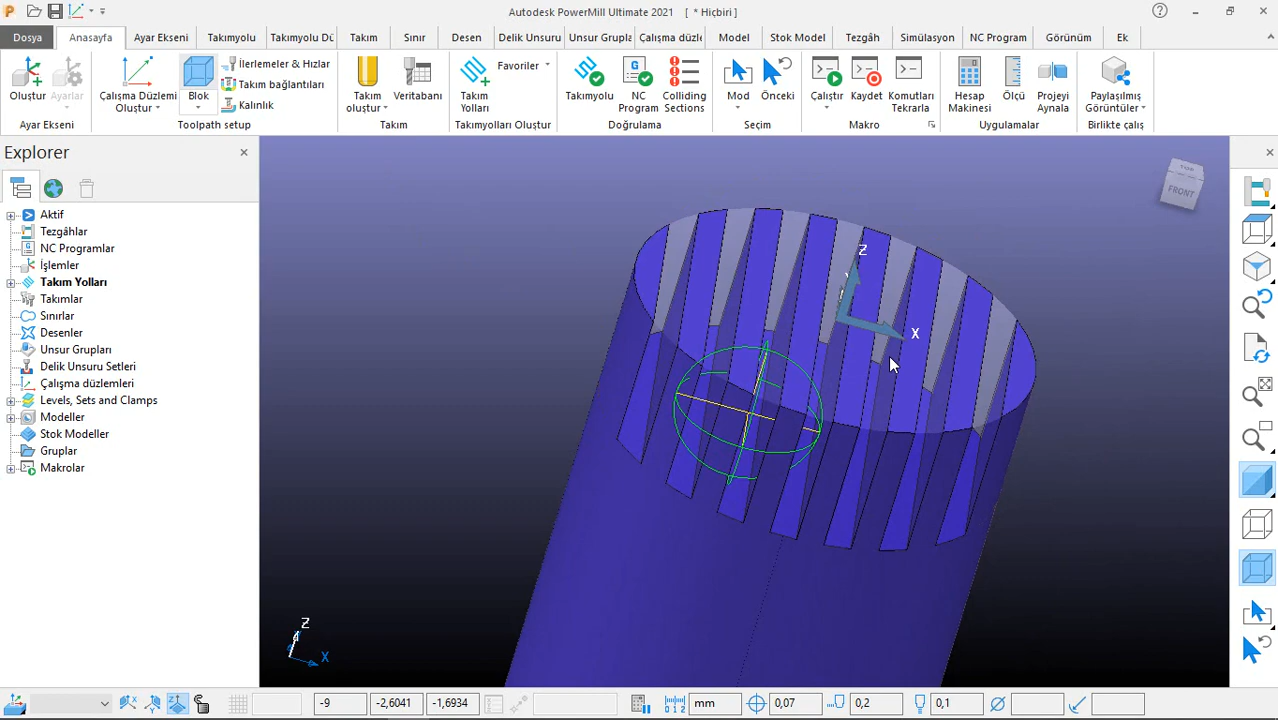 Autodesk PowerMill Ultimate 2021 [ * Hiçbiri ]
Dosya Anasayfa Ayar Ekseni Takımyolu Takımyolu Dü Takım Sınır Desen Delik Unsuru Unsur Grupla Çalışma düzle Model Stok Model Tezgâh Simülasyon NC Program Görünüm Ek
Oluştur Ayarlar
Ayar Ekseni
Çalışma Düzlemi Oluştur Blok İlerlemeler & Hızlar
Takım bağlantıları
Kalınlık
Toolpath setup
Takım oluştur Veritabanı
Takım
Takım Yolları Favoriler
Takımyolları Oluştur
Takımyolu NC Program Colliding Sections
Doğrulama
Mod Önceki
Seçim
Çalıştır Kaydet Komutları Tekrarla
Makro
Hesap Makinesi Ölçü Projeyi Aynala
Uygulamalar
Paylaşılmış Görüntüler
Birlikte çalış
Explorer
Aktif
Tezgâhlar
NC Programlar
İşlemler
Takım Yolları
Takımlar
Sınırlar
Desenler
Unsur Grupları
Delik Unsuru Setleri
Çalışma düzlemleri
Levels, Sets and Clamps
Modeller
Stok Modeller
Gruplar
Makrolar
TOP
FRONT
Z
X
Z
X
-9 -2,6041 -1,6934 mm 0,07 0,2 0,1